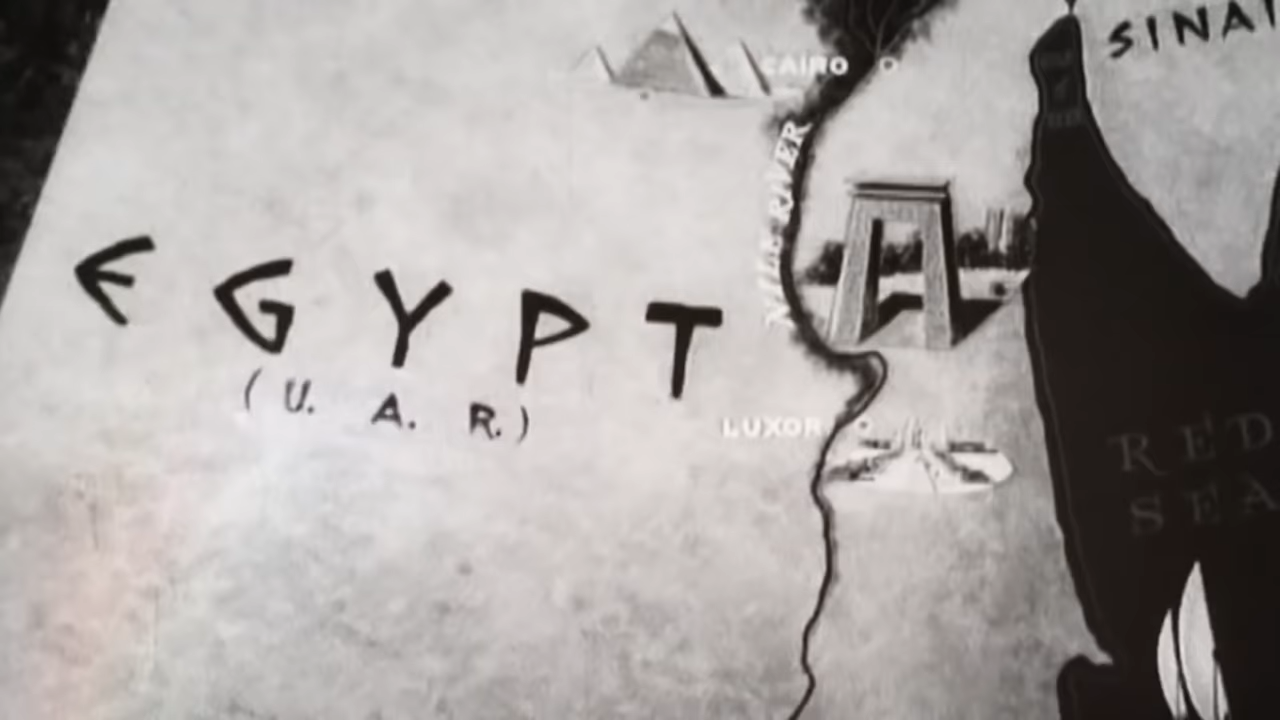 SINAI
CAIRO
NILE RIVER
EGYPT
(U. A. R.)
LUXOR
RED
SEA